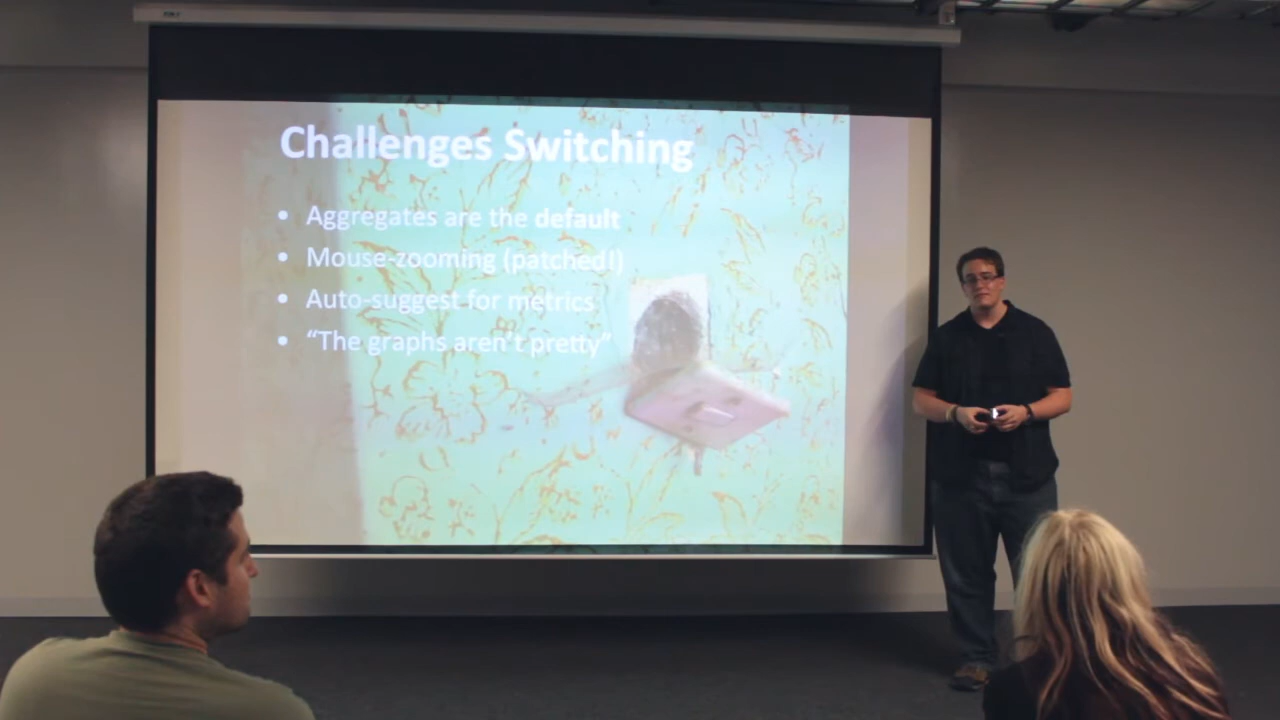 Challenges Switching
• Aggregates are the default
• Mouse-zooming (patched!)
• Auto-suggest for metrics
• “The graphs aren’t pretty”